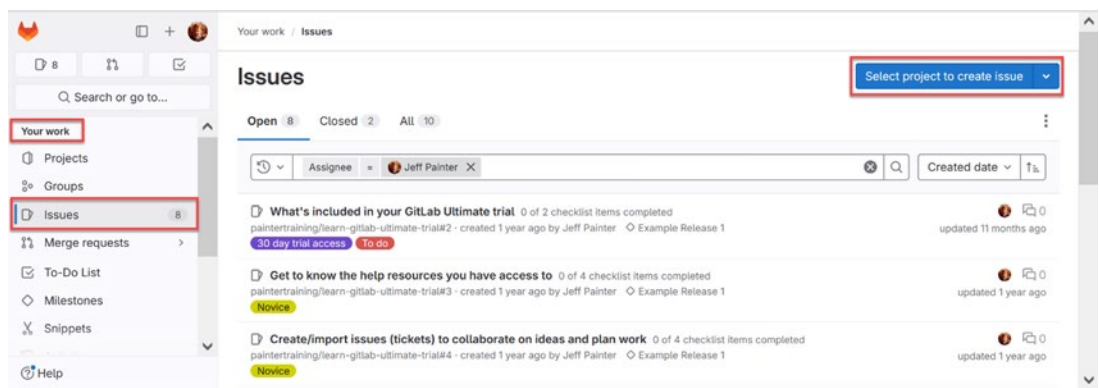 8
Search or go to...
Your work
Projects
Groups
Issues 8
Merge requests
To-Do List
Milestones
Snippets
Help
Your work / Issues
Issues
Select project to create issue
Open 8 Closed 2 All 10
Assignee = Jeff Painter
Created date
What's included in your GitLab Ultimate trial 0 of 2 checklist items completed
0
paintertraining/learn-gitlab-ultimate-trial#2 · created 1 year ago by Jeff Painter Example Release 1
updated 11 months ago
30 day trial access To do
Get to know the help resources you have access to 0 of 4 checklist items completed
0
paintertraining/learn-gitlab-ultimate-trial#3 · created 1 year ago by Jeff Painter Example Release 1
updated 1 year ago
Novice
Create/import issues (tickets) to collaborate on ideas and plan work 0 of 4 checklist items completed
0
paintertraining/learn-gitlab-ultimate-trial#4 · created 1 year ago by Jeff Painter Example Release 1
updated 1 year ago
Novice